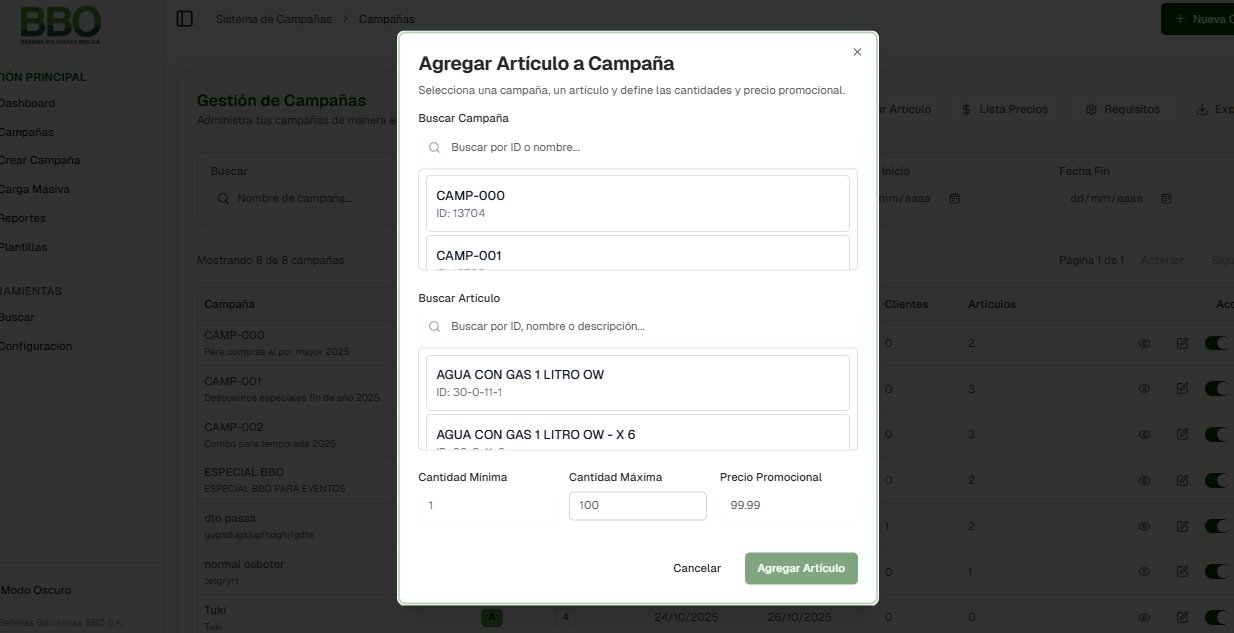 BBO
BEBIDAS BOLIVIANAS BBO S.A.
Sistema de Campañas > Campañas
+ Nueva C
IÓN PRINCIPAL
Dashboard
Campañas
Crear Campaña
Carga Masiva
Reportes
Plantillas
RAMIENTAS
Buscar
Configuración
Modo Oscuro
Bebidas Bolivianas BBO S.A.
Gestión de Campañas
Administra tus campañas de manera e
ar Artículo
$ Lista Precios
Requisitos
Exp
Buscar
Nombre de campaña...
Inicio
mm/aaaa
Fecha Fin
dd/mm/aaaa
Mostrando 8 de 8 campañas
Página 1 de 1
Anterior
Sigu
Campaña
Clientes
Artículos
Acc
CAMP-000
Para compras al por mayor 2025
0
2
CAMP-001
Descuentos especiales fin de año 2025
0
3
CAMP-002
Combo para temporada 2025
0
3
ESPECIAL BBO
ESPECIAL BBO PARA EVENTOS
0
2
dto passs
gugadugsjugfhdghjfgdhs
1
2
normal osboter
tetgryrt
0
1
Tuki
Tuki
A
4
24/10/2025
26/10/2025
0
0
Agregar Artículo a Campaña
Selecciona una campaña, un artículo y define las cantidades y precio promocional.
Buscar Campaña
Buscar por ID o nombre...
CAMP-000
ID: 13704
CAMP-001
Buscar Artículo
Buscar por ID, nombre o descripción...
AGUA CON GAS 1 LITRO OW
ID: 30-0-11-1
AGUA CON GAS 1 LITRO OW - X 6
Cantidad Mínima
Cantidad Máxima
Precio Promocional
1
100
99.99
Cancelar
Agregar Artículo